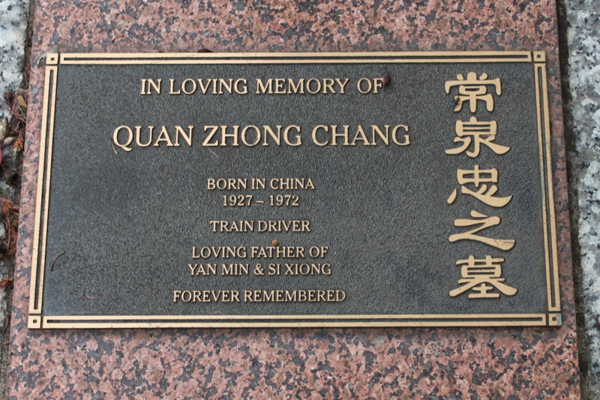 IN LOVING MEMORY OF
QUAN ZHONG CHANG
BORN IN CHINA
1927 – 1972
TRAIN DRIVER
LOVING FATHER OF
YAN MIN & SI XIONG
FOREVER REMEMBERED
常泉忠之墓